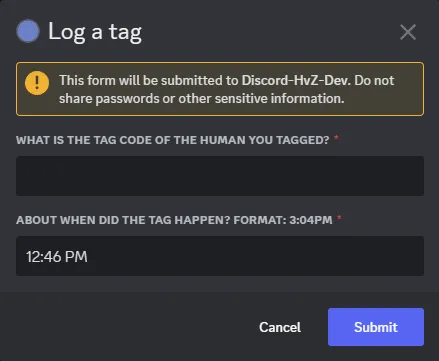 Log a tag
This form will be submitted to Discord-HvZ-Dev. Do not
share passwords or other sensitive information.
WHAT IS THE TAG CODE OF THE HUMAN YOU TAGGED? *
ABOUT WHEN DID THE TAG HAPPEN? FORMAT: 3:04PM *
12:46 PM
Cancel Submit